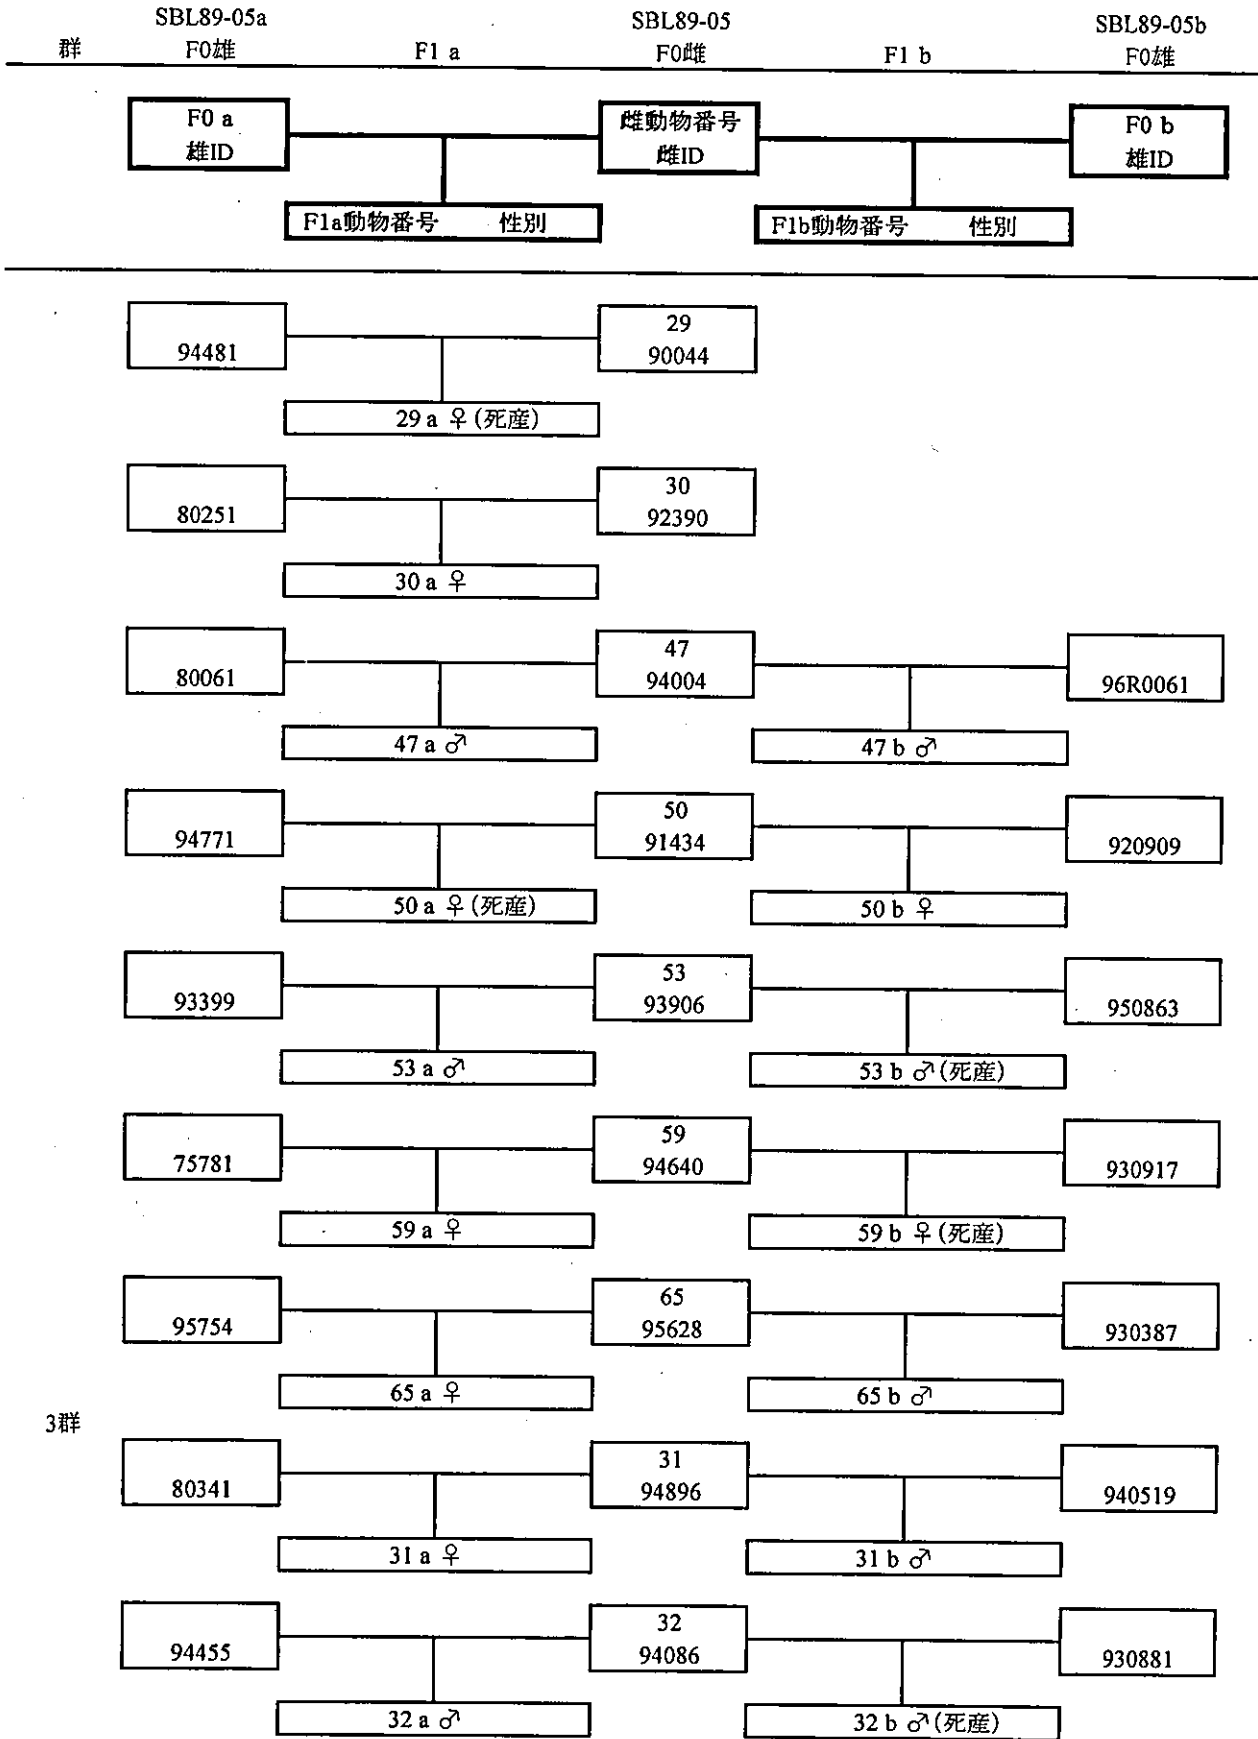 SBL89-05a SBL89-05 SBL89-05b
群 F0雄 F1 a F0雌 F1 b F0雄
F0 a 雌動物番号 F0 b
雄ID 雌ID 雄ID
F1a動物番号 性別 F1b動物番号 性別
29
94481 90044
29 a ♀ (死産)
30
80251 92390
30 a ♀
47
80061 94004 96R0061
47 a ♂ 47 b ♂
50
94771 91434 920909
50 a ♀ (死産) 50 b ♀
53
93399 93906 950863
53 a ♂ 53 b ♂ (死産)
59
75781 94640 930917
59 a ♀ 59 b ♀ (死産)
65
95754 95628 930387
65 a ♀ 65 b ♂
3群
31
80341 94896 940519
31 a ♀ 31 b ♂
32
94455 94086 930881
32 a ♂ 32 b ♂ (死産)